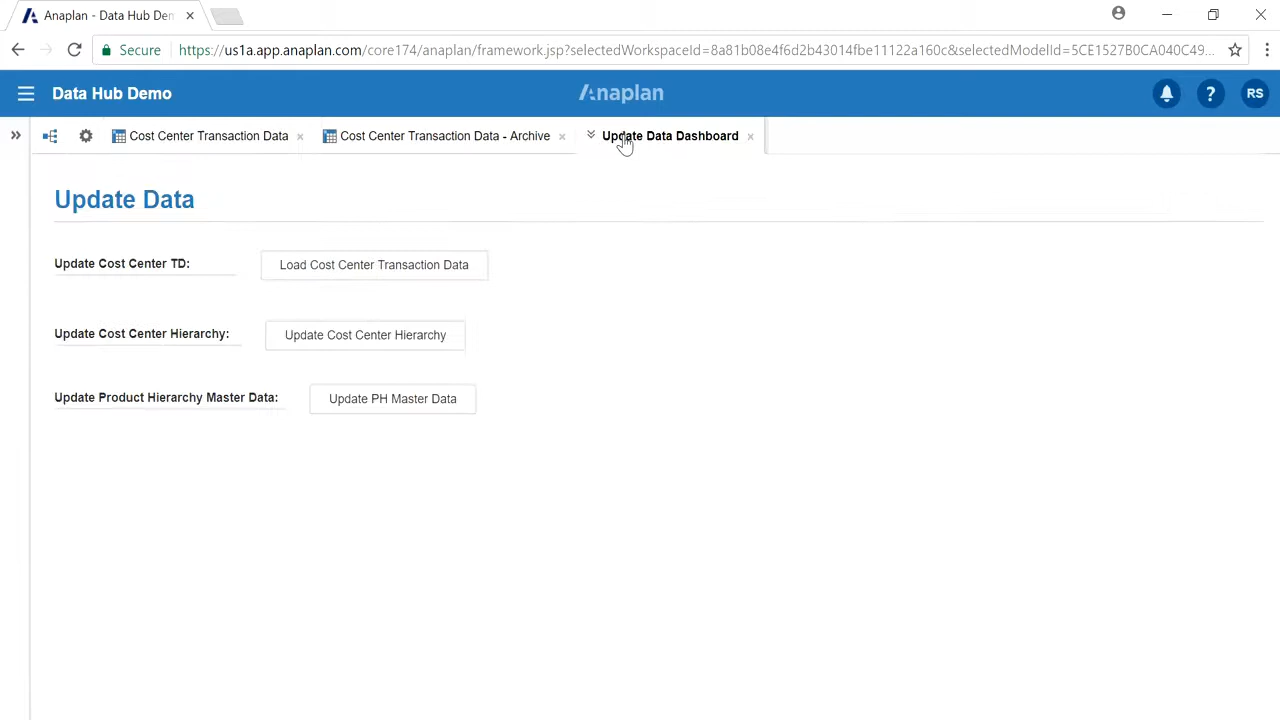 Anaplan - Data Hub Den
Secure
https://us1a.app.anaplan.com/core174/anaplan/framework.jsp?selectedWorkspaceId=8a81b08e4f6d2b43014fbe11122a160c&selectedModelId=5CE1527B0CA040C49...
Data Hub Demo
Anaplan
?
RS
Cost Center Transaction Data
Cost Center Transaction Data - Archive
Update Data Dashboard
Update Data
Update Cost Center TD:
Load Cost Center Transaction Data
Update Cost Center Hierarchy:
Update Cost Center Hierarchy
Update Product Hierarchy Master Data:
Update PH Master Data